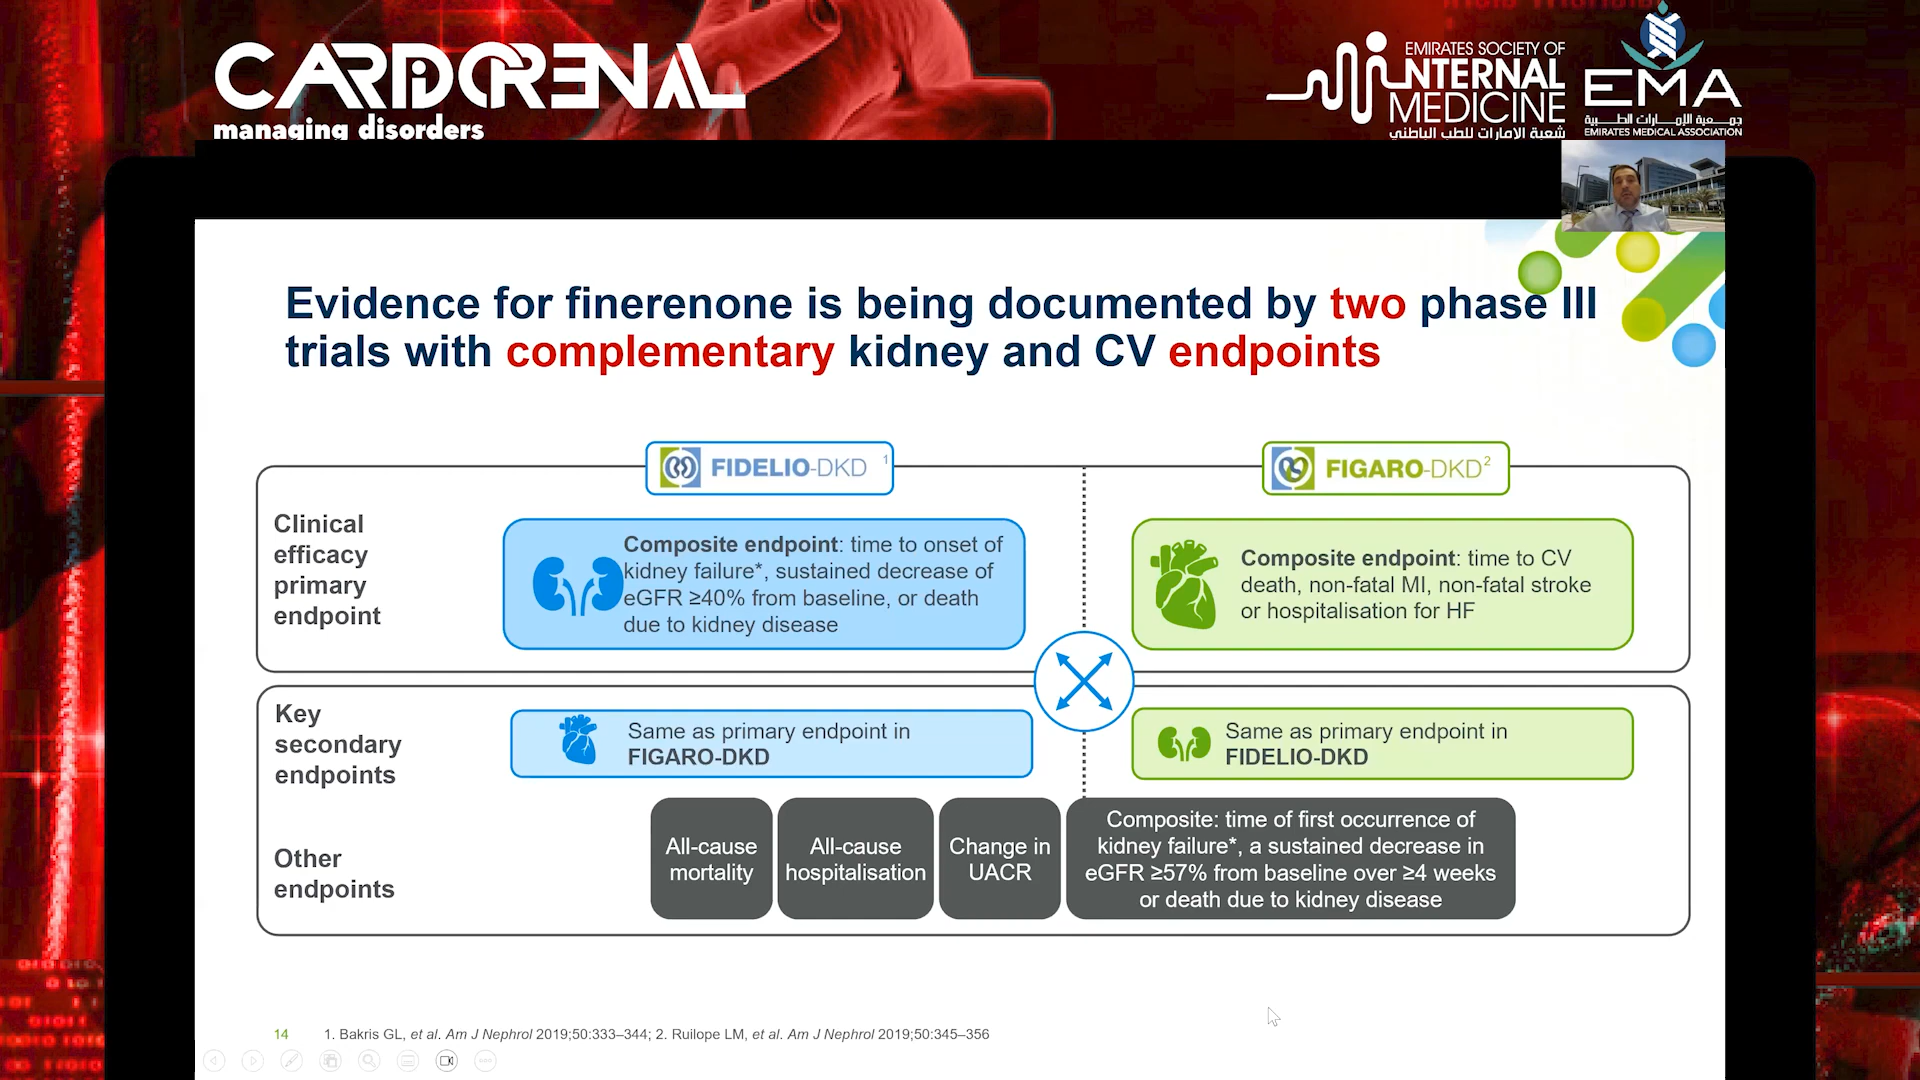 CARDIORENAL
managing disorders
EMIRATES SOCIETY OF
INTERNAL
MEDICINE
شعبة الامارات للطب الباطني
EMA
جمعية الإمارات الطبية
EMIRATES MEDICAL ASSOCIATION
Evidence for finerenone is being documented by two phase III
trials with complementary kidney and CV endpoints
FIDELIO-DKD 1
FIGARO-DKD2
Clinical
efficacy
primary
endpoint
Composite endpoint: time to onset of
kidney failure*, sustained decrease of
eGFR ≥40% from baseline, or death
due to kidney disease
Composite endpoint: time to CV
death, non-fatal MI, non-fatal stroke
or hospitalisation for HF
Key
secondary
endpoints
Same as primary endpoint in
FIGARO-DKD
Same as primary endpoint in
FIDELIO-DKD
Other
endpoints
All-cause
mortality
All-cause
hospitalisation
Change in
UACR
Composite: time of first occurrence of
kidney failure*, a sustained decrease in
eGFR ≥57% from baseline over ≥4 weeks
or death due to kidney disease
14 1. Bakris GL, et al. Am J Nephrol 2019;50:333–344; 2. Ruilope LM, et al. Am J Nephrol 2019;50:345–356